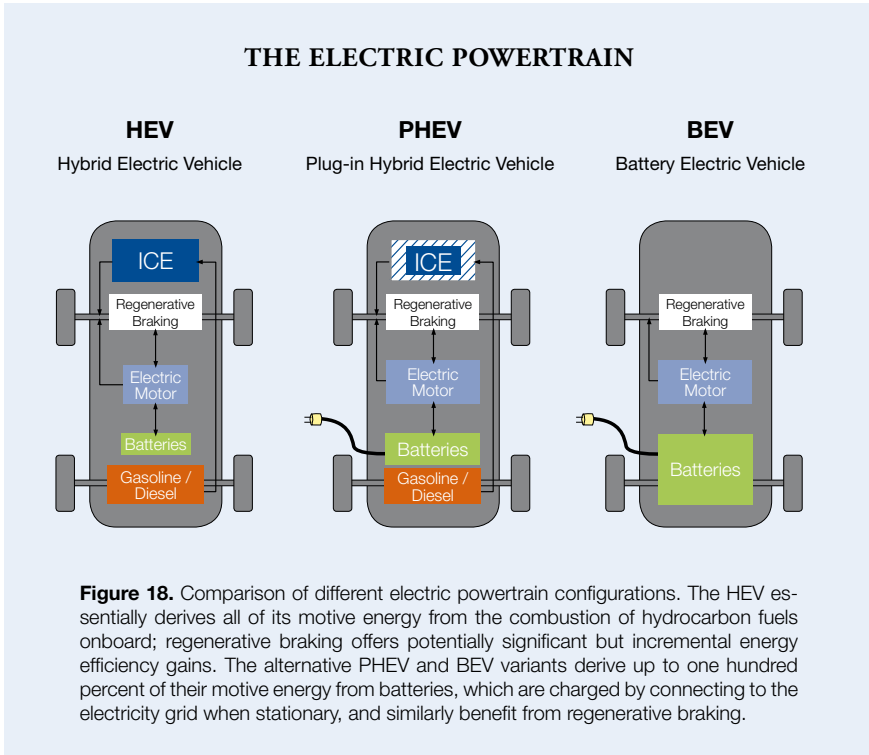 THE ELECTRIC POWERTRAIN
HEV
Hybrid Electric Vehicle
ICE
Regenerative
Braking
Electric
Motor
Batteries
Gasoline /
Diesel
PHEV
Plug-in Hybrid Electric Vehicle
ICE
Regenerative
Braking
Electric
Motor
Batteries
Gasoline /
Diesel
BEV
Battery Electric Vehicle
Regenerative
Braking
Electric
Motor
Batteries
Figure 18. Comparison of different electric powertrain configurations. The HEV es-
sentially derives all of its motive energy from the combustion of hydrocarbon fuels
onboard; regenerative braking offers potentially significant but incremental energy
efficiency gains. The alternative PHEV and BEV variants derive up to one hundred
percent of their motive energy from batteries, which are charged by connecting to the
electricity grid when stationary, and similarly benefit from regenerative braking.